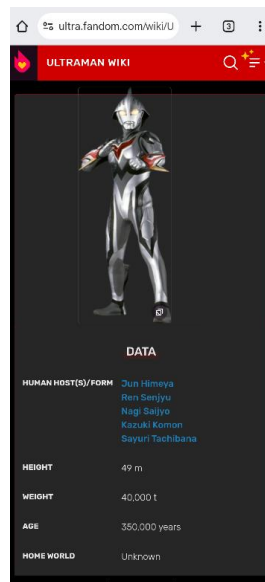 ultra.fandom.com/wiki/U
3
ULTRAMAN WIKI
DATA
HUMAN HOST(S)/FORM
Jun Himeya
Ren Senjyu
Nagi Saijyo
Kazuki Komon
Sayuri Tachibana
HEIGHT 49 m
WEIGHT 40,000 t
AGE 350,000 years
HOME WORLD Unknown